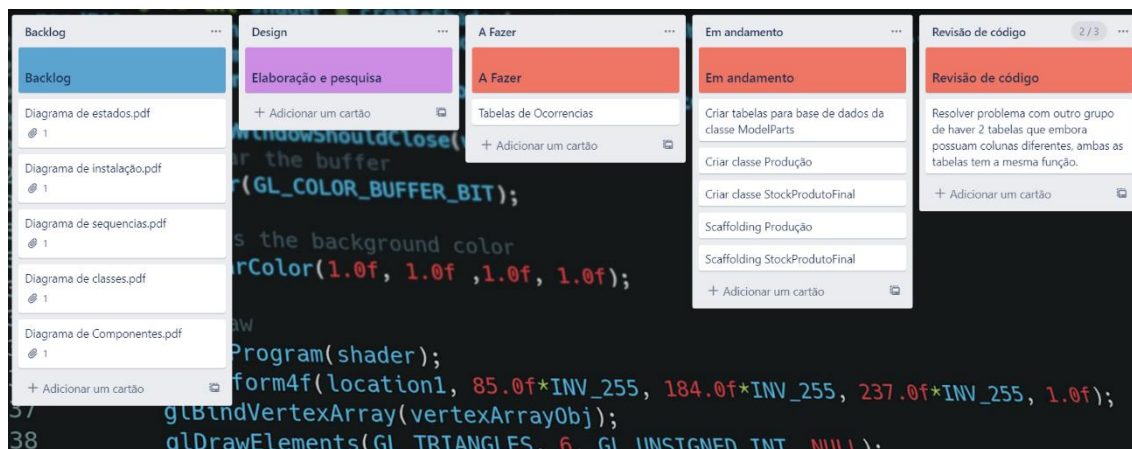 Backlog
Backlog
Diagrama de estados.pdf
1
Diagrama de instalação.pdf
1
Diagrama de sequencias.pdf
1
Diagrama de classes.pdf
1
Diagrama de Componentes.pdf
1
+ Adicionar um cartão
Design
Elaboração e pesquisa
+ Adicionar um cartão
A Fazer
A Fazer
Tabelas de Ocorrencias
+ Adicionar um cartão
Em andamento
Em andamento
Criar tabelas para base de dados da
classe ModelParts
Criar classe Produção
Criar classe StockProdutoFinal
Scaffolding Produção
Scaffolding StockProdutoFinal
+ Adicionar um cartão
Revisão de código 2 / 3
Revisão de código
Resolver problema com outro grupo
de haver 2 tabelas que embora
possuam colunas diferentes, ambas as
tabelas tem a mesma função.
+ Adicionar um cartão
ar the buffer
(GL_COLOR_BUFFER_BIT);
s the background color
rColor(1.0f, 1.0f ,1.0f, 1.0f);
Program(shader);
form4f(location1, 85.0f*INV_255, 184.0f*INV_255, 237.0f*INV_255, 1.0f);
37 glBindVertexArray(vertexArrayObj);
38 glDrawElements(GL_TRIANGLES, 6, GL_UNSIGNED_INT, NULL);